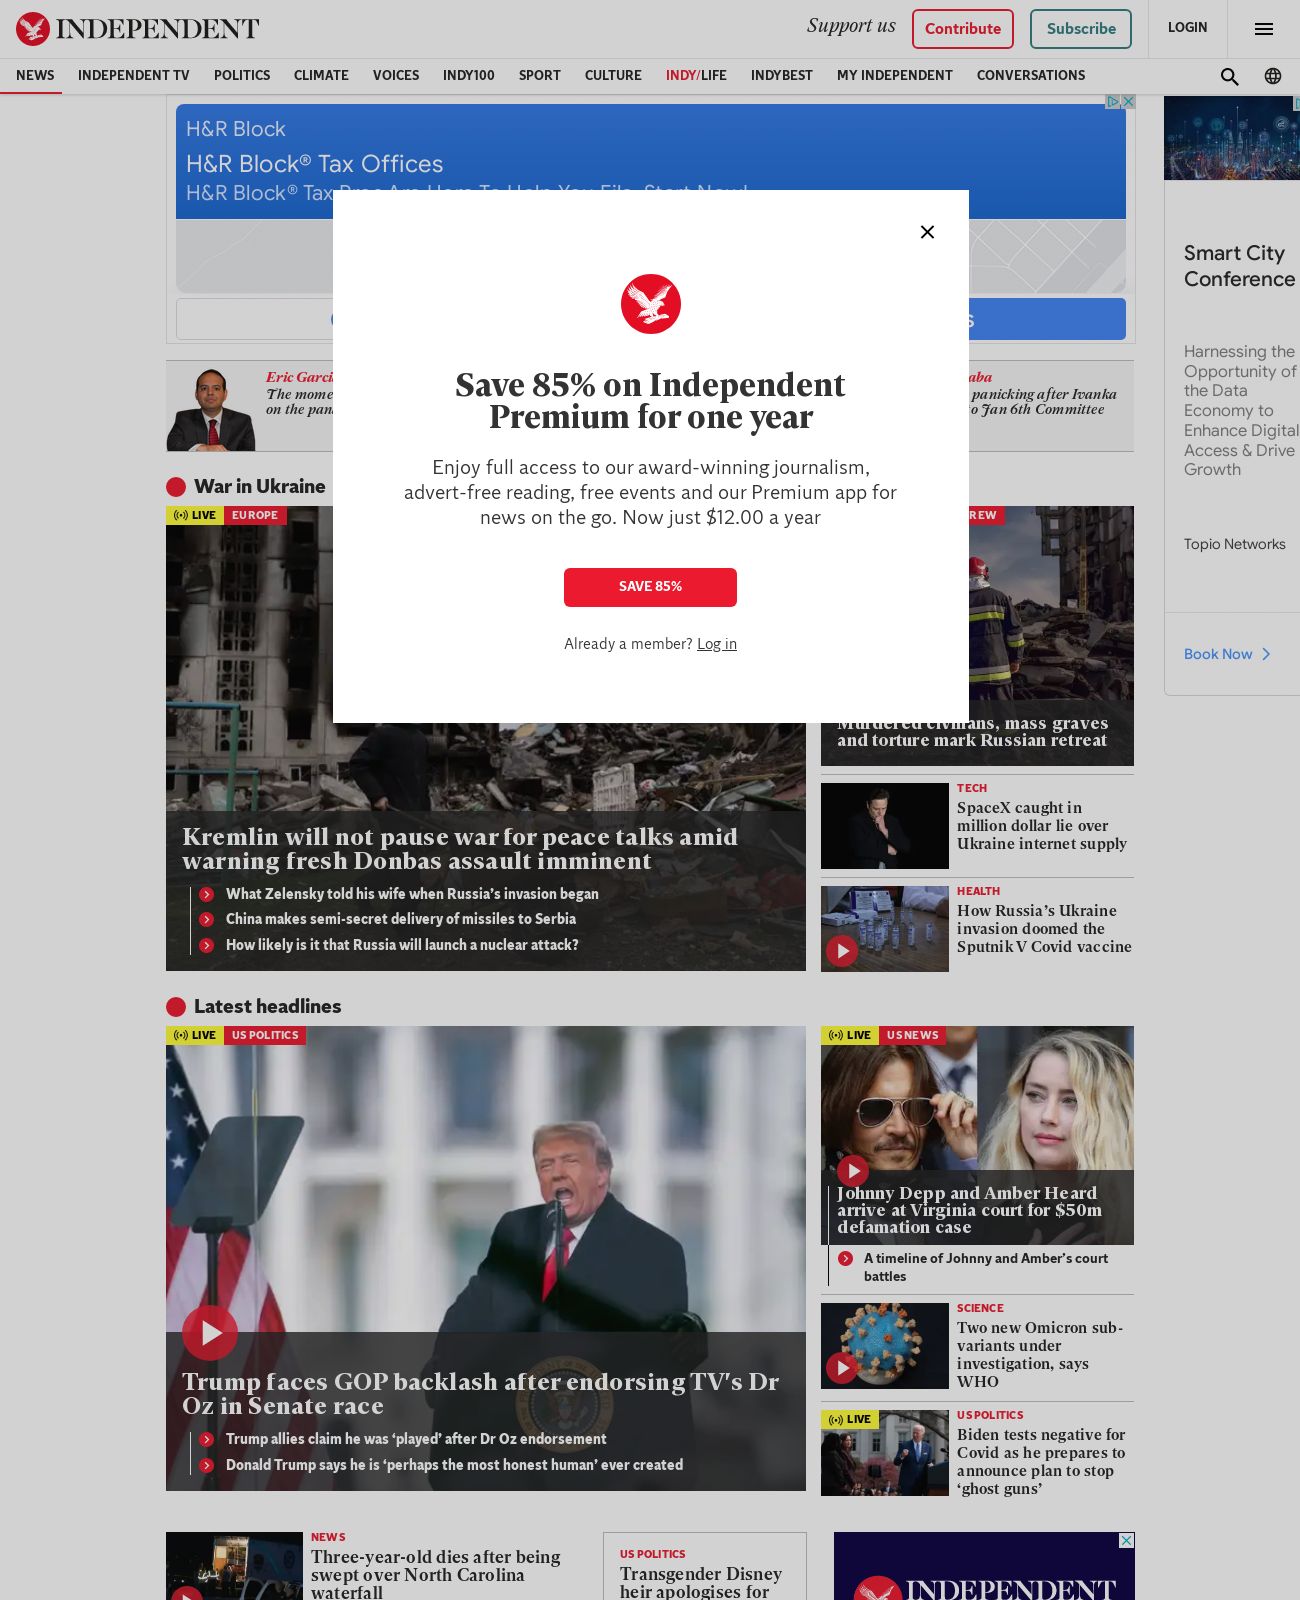 INDEPENDENT
Support us
Contribute
Subscribe
LOGIN
NEWS
INDEPENDENT TV
POLITICS
CLIMATE
VOICES
INDY100
SPORT
CULTURE
INDY/LIFE
INDYBEST
MY INDEPENDENT
CONVERSATIONS
H&R Block
H&R Block® Tax Offices
H&R Block® Tax Pros Are Here To Help You File. Start Now!
Smart City
Conference
Harnessing the
Opportunity of
the Data
Economy to
Enhance Digital
Access & Drive
Growth
Topio Networks
Book Now
Save 85% on Independent
Premium for one year
Enjoy full access to our award-winning journalism,
advert-free reading, free events and our Premium app for
news on the go. Now just $12.00 a year
SAVE 85%
Already a member? Log in
Eric
The
on the
panicking after Ivanka
Jan 6th Committee
War in Ukraine
LIVE
EUROPE
Kremlin will not pause war for peace talks amid
warning fresh Donbas assault imminent
What Zelensky told his wife when Russia's invasion began
China makes semi-secret delivery of missiles to Serbia
How likely is it that Russia will launch a nuclear attack?
Murdered civilians, mass graves
and torture mark Russian retreat
TECH
SpaceX caught in
million dollar lie over
Ukraine internet supply
HEALTH
How Russia's Ukraine
invasion doomed the
Sputnik V Covid vaccine
Latest headlines
LIVE
US POLITICS
Trump faces GOP backlash after endorsing TV's Dr
Oz in Senate race
Trump allies claim he was ‘played’ after Dr Oz endorsement
Donald Trump says he is ‘perhaps the most honest human’ ever created
LIVE
US NEWS
Johnny Depp and Amber Heard
arrive at Virginia court for $50m
defamation case
A timeline of Johnny and Amber's court
battles
SCIENCE
Two new Omicron sub-
variants under
investigation, says
WHO
LIVE
US POLITICS
Biden tests negative for
Covid as he prepares to
announce plan to stop
‘ghost guns’
NEWS
Three-year-old dies after being
swept over North Carolina
waterfall
US POLITICS
Transgender Disney
heir apologises for
INDEPENDENT